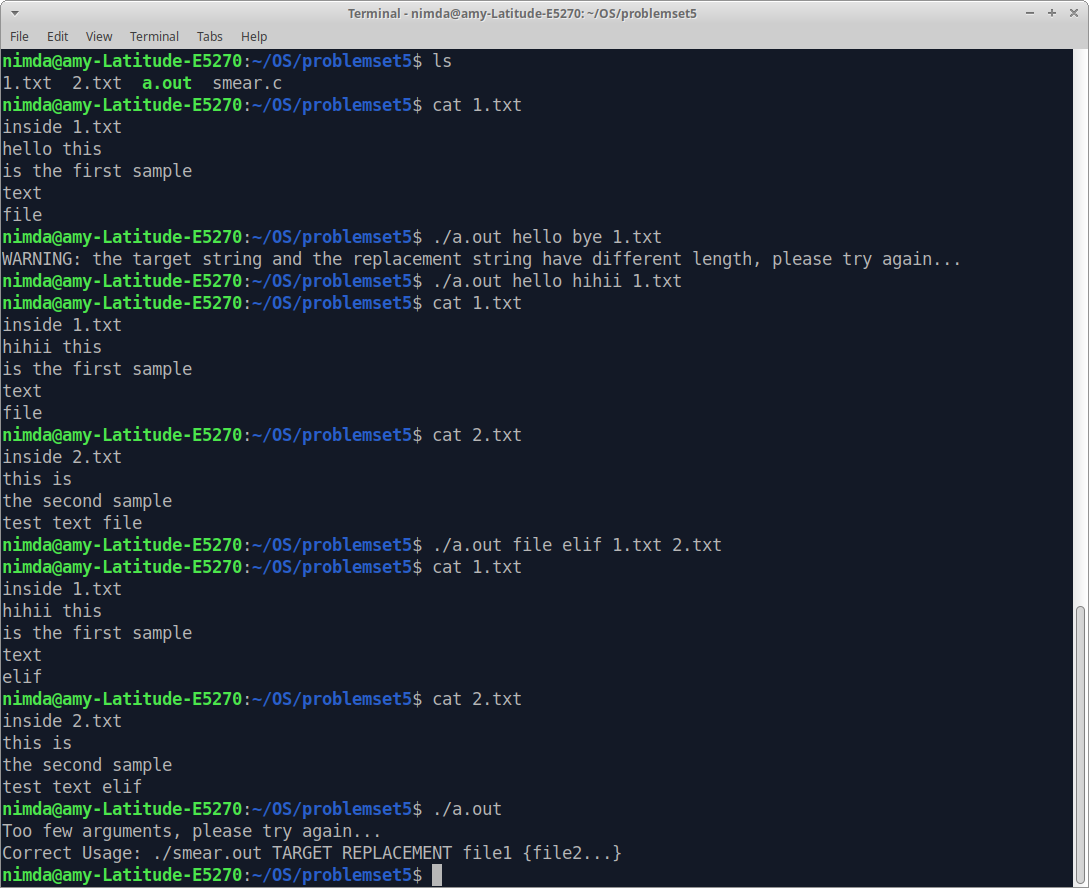 Terminal - nimda@amy-Latitude-E5270: ~/OS/problemset5
File Edit View Terminal Tabs Help
nimda@amy-Latitude-E5270:~/OS/problemset5$ ls
1.txt  2.txt  a.out  smear.c
nimda@amy-Latitude-E5270:~/OS/problemset5$ cat 1.txt
inside 1.txt
hello this
is the first sample
text
file
nimda@amy-Latitude-E5270:~/OS/problemset5$ ./a.out hello bye 1.txt
WARNING: the target string and the replacement string have different length, please try again...
nimda@amy-Latitude-E5270:~/OS/problemset5$ ./a.out hello hihii 1.txt
nimda@amy-Latitude-E5270:~/OS/problemset5$ cat 1.txt
inside 1.txt
hihii this
is the first sample
text
file
nimda@amy-Latitude-E5270:~/OS/problemset5$ cat 2.txt
inside 2.txt
this is
the second sample
test text file
nimda@amy-Latitude-E5270:~/OS/problemset5$ ./a.out file elif 1.txt 2.txt
nimda@amy-Latitude-E5270:~/OS/problemset5$ cat 1.txt
inside 1.txt
hihii this
is the first sample
text
elif
nimda@amy-Latitude-E5270:~/OS/problemset5$ cat 2.txt
inside 2.txt
this is
the second sample
test text elif
nimda@amy-Latitude-E5270:~/OS/problemset5$ ./a.out
Too few arguments, please try again...
Correct Usage: ./smear.out TARGET REPLACEMENT file1 {file2...}
nimda@amy-Latitude-E5270:~/OS/problemset5$